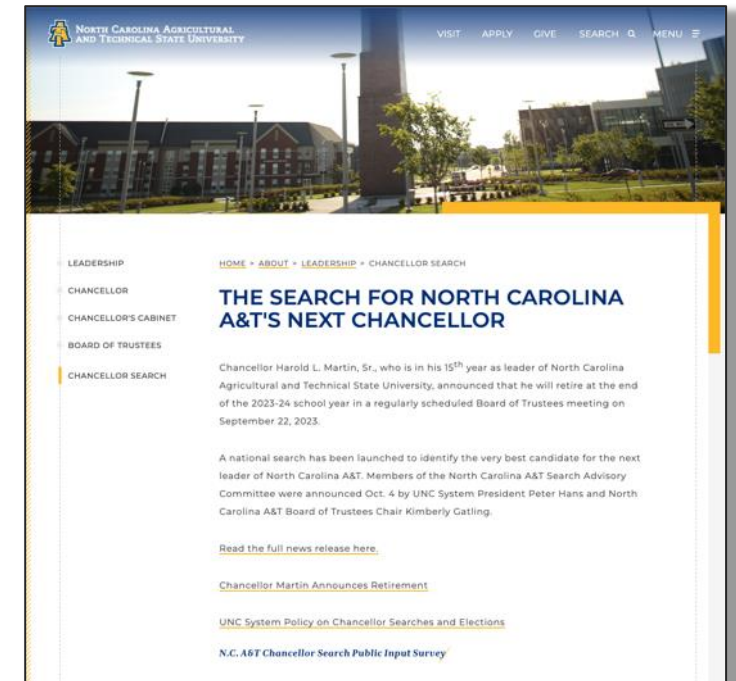 NORTH CAROLINA AGRICULTURAL
AND TECHNICAL STATE UNIVERSITY
VISIT APPLY GIVE SEARCH MENU
LEADERSHIP
CHANCELLOR
CHANCELLOR'S CABINET
BOARD OF TRUSTEES
CHANCELLOR SEARCH
HOME » ABOUT » LEADERSHIP » CHANCELLOR SEARCH
THE SEARCH FOR NORTH CAROLINA
A&T'S NEXT CHANCELLOR
Chancellor Harold L. Martin, Sr., who is in his 15th year as leader of North Carolina
Agricultural and Technical State University, announced that he will retire at the end
of the 2023-24 school year in a regularly scheduled Board of Trustees meeting on
September 22, 2023.
A national search has been launched to identify the very best candidate for the next
leader of North Carolina A&T. Members of the North Carolina A&T Search Advisory
Committee were announced Oct. 4 by UNC System President Peter Hans and North
Carolina A&T Board of Trustees Chair Kimberly Gatling.
Read the full news release here.
Chancellor Martin Announces Retirement
UNC System Policy on Chancellor Searches and Elections
N.C. A&T Chancellor Search Public Input Survey